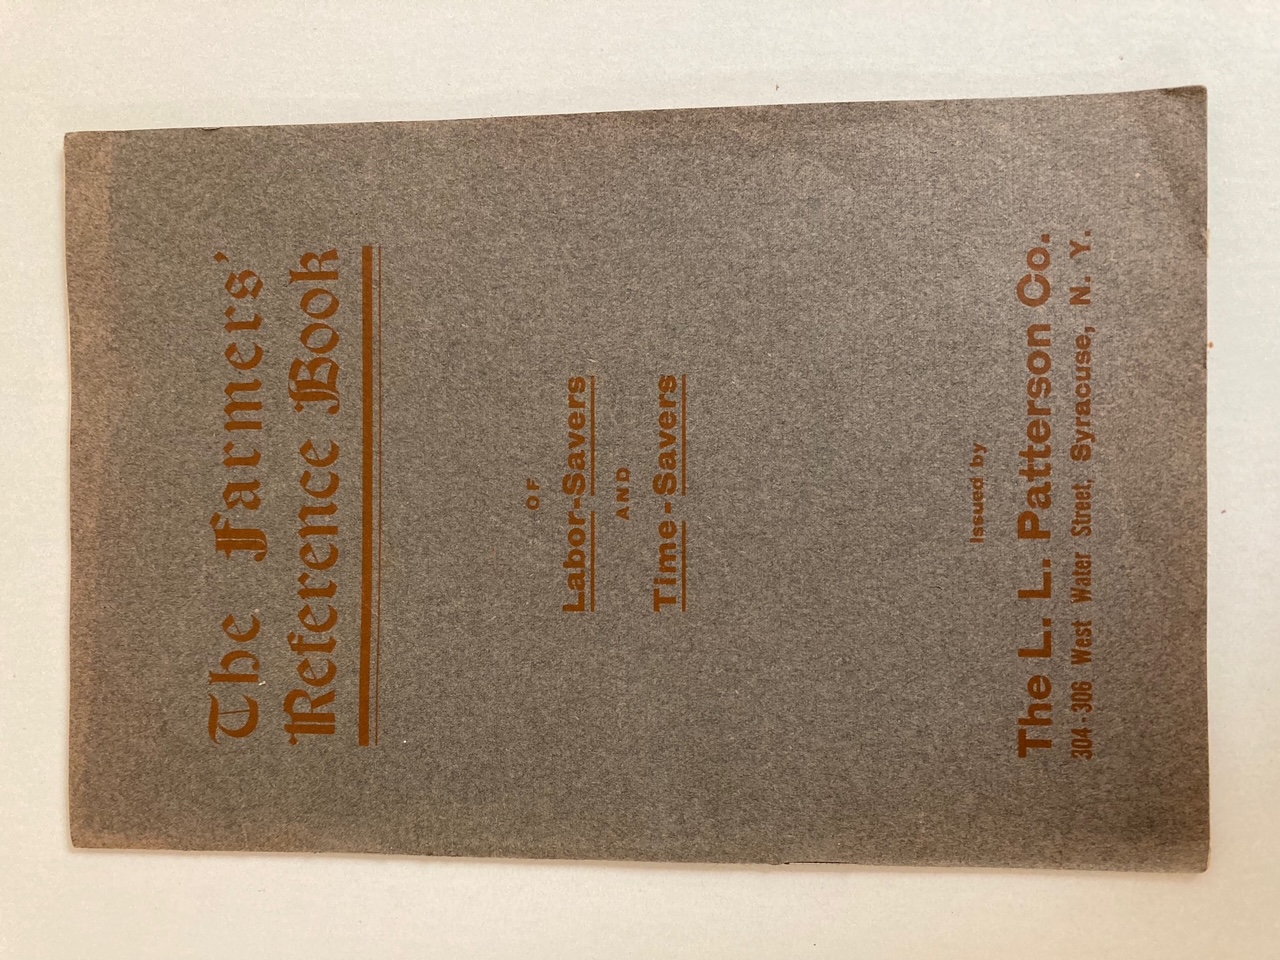 The Farmers'
Reference Book
OF
Labor-Savers
AND
Time-Savers
Issued by
The L. L. Patterson Co.
304-306 West Water Street, Syracuse, N. Y.